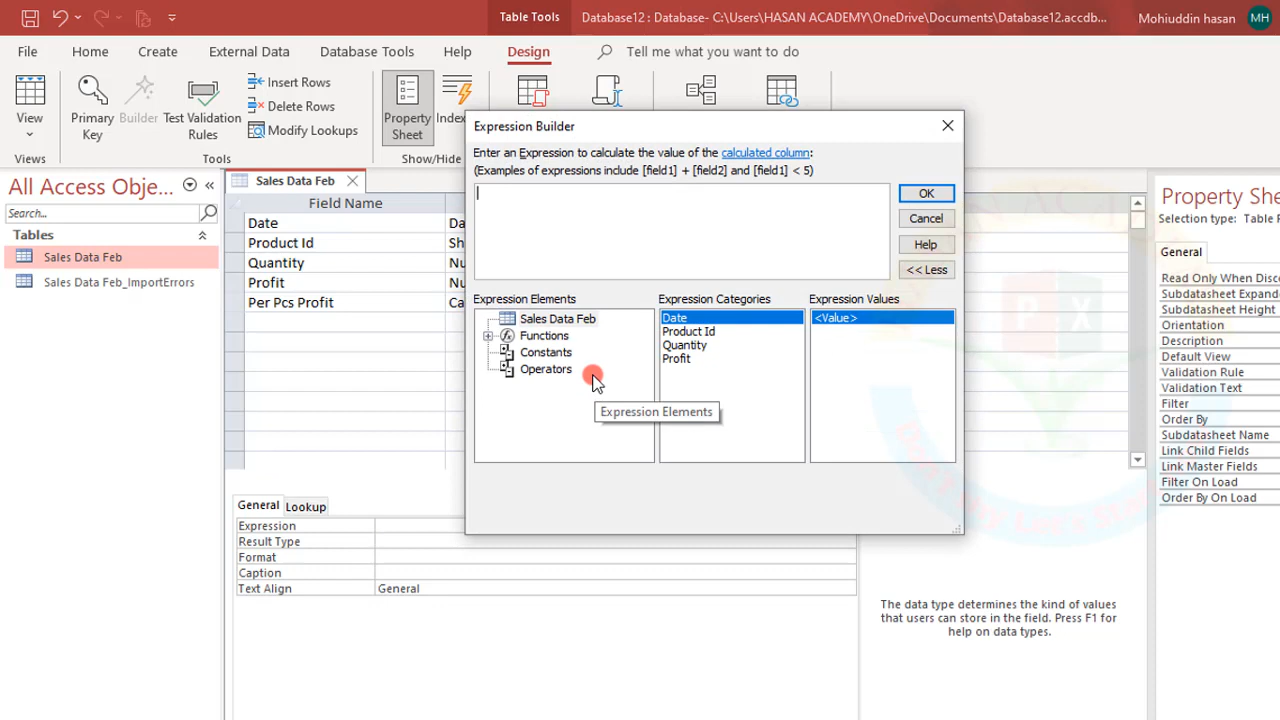 Table Tools
Database12 : Database- C:\Users\HASAN ACADEMY\OneDrive\Documents\Database12.accdb...
Mohiuddin hasan
MH
File
Home
Create
External Data
Database Tools
Help
Design
Tell me what you want to do
View
Primary Key
Builder
Test Validation Rules
Insert Rows
Delete Rows
Modify Lookups
Property Sheet
Views
Tools
Show/Hide
All Access Obje...
Search...
Tables
Sales Data Feb
Sales Data Feb_ImportErrors
Sales Data Feb
Field Name
Date
Product Id
Quantity
Profit
Per Pcs Profit
Expression Builder
Enter an Expression to calculate the value of the calculated column:
(Examples of expressions include [field1] + [field2] and [field1] < 5)
OK
Cancel
Help
<< Less
Expression Elements
Sales Data Feb
Functions
Constants
Operators
Expression Elements
Expression Categories
Date
Product Id
Quantity
Profit
Expression Values
<Value>
General
Lookup
Expression
Result Type
Format
Caption
Text Align
General
The data type determines the kind of values
that users can store in the field. Press F1 for
help on data types.
Selection type:
General
Read Only When
Subdatasheet
Subdatasheet Height
Orientation
Description
Default View
Validation Rule
Validation Text
Filter
Order By
Subdatasheet Name
Link Child Fields
Link Master Fields
Filter On Load
Order By On Load